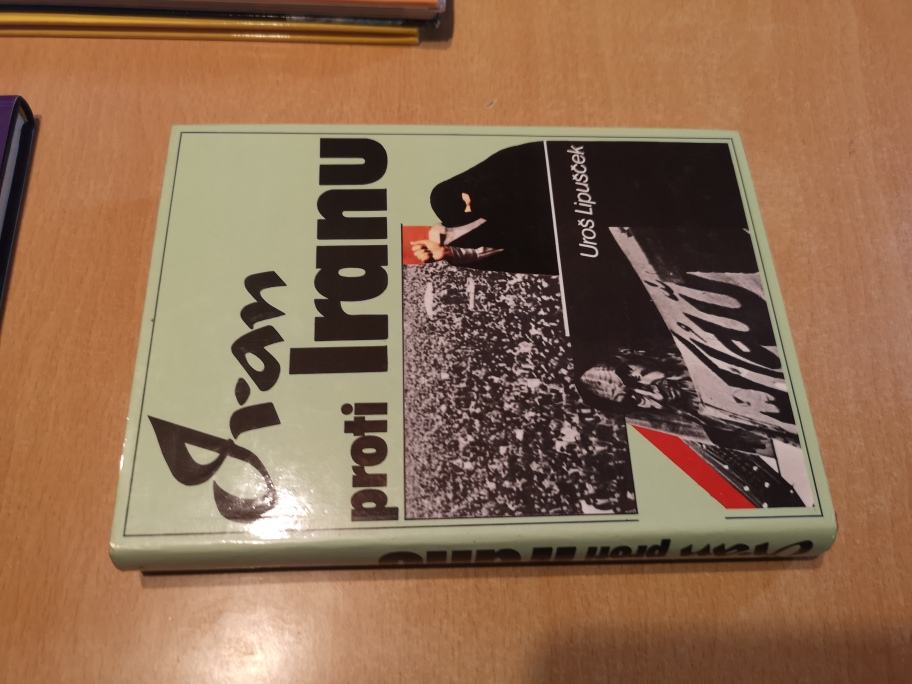 Iran
proti Iranu
Uroš Lipušček
Iran proti Iranu